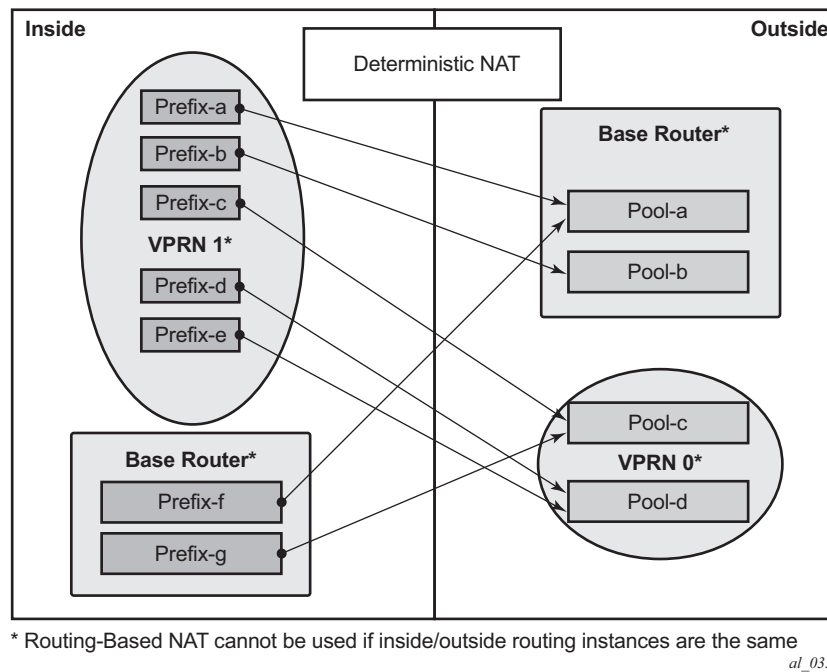 Inside
Outside
Deterministic NAT
Prefix-a
Prefix-b
Prefix-c
VPRN 1*
Prefix-d
Prefix-e
Base Router*
Prefix-f
Prefix-g
Base Router*
Pool-a
Pool-b
Pool-c
VPRN 0*
Pool-d
* Routing-Based NAT cannot be used if inside/outside routing instances are the same